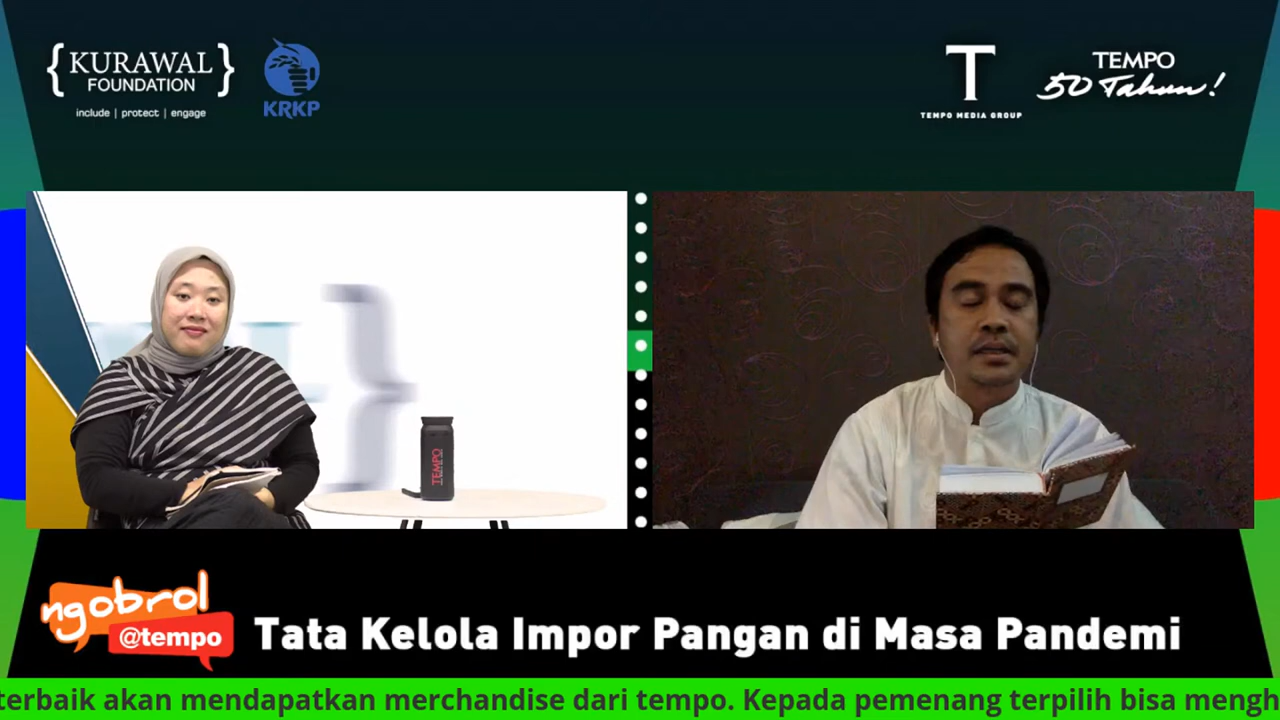 { KURAWAL }
FOUNDATION
include | protect | engage
KRKP
T
TEMPO MEDIA GROUP
TEMPO
50 Tahun!
TEMPO
ngobrol
@tempo
Tata Kelola Impor Pangan di Masa Pandemi
terbaik akan mendapatkan merchandise dari tempo. Kepada pemenang terpilih bisa mengh